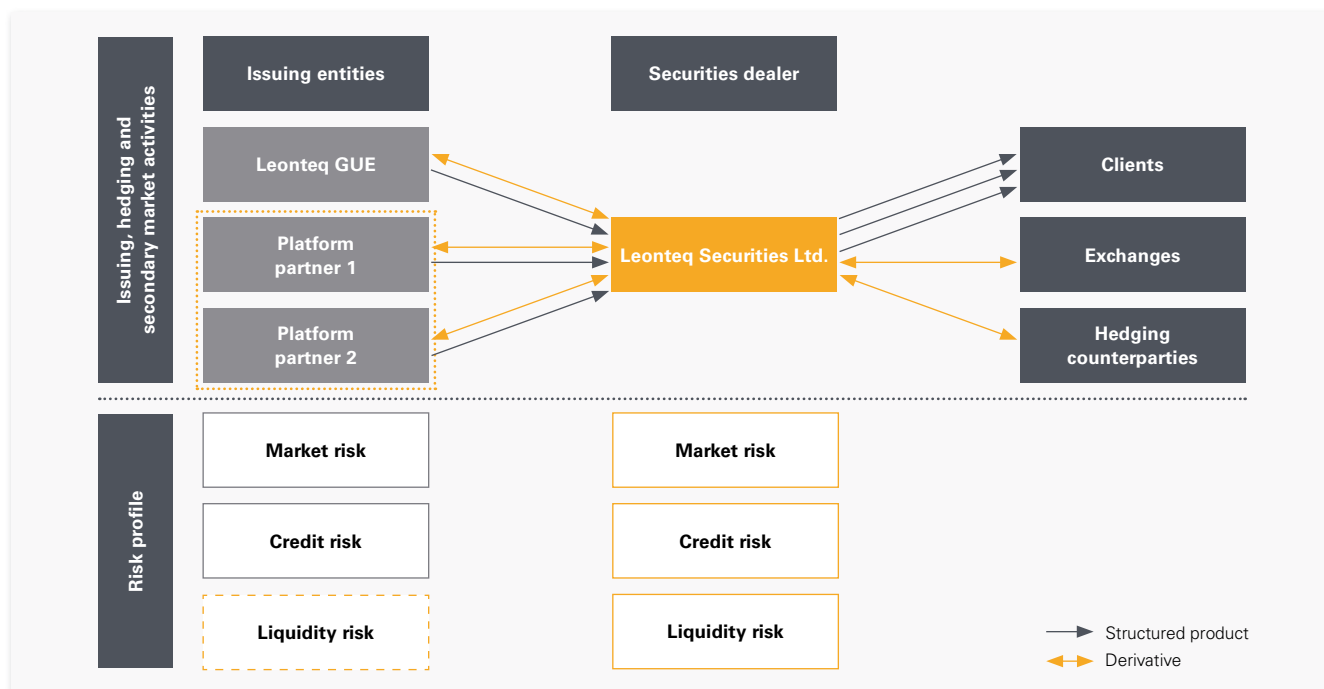 Issuing, hedging and
secondary market activities
Issuing entities
Securities dealer
Leonteq GUE
Clients
Platform
partner 1
Leonteq Securities Ltd.
Exchanges
Platform
partner 2
Hedging
counterparties
Risk profile
Market risk
Market risk
Credit risk
Credit risk
Liquidity risk
Liquidity risk
Structured product
Derivative